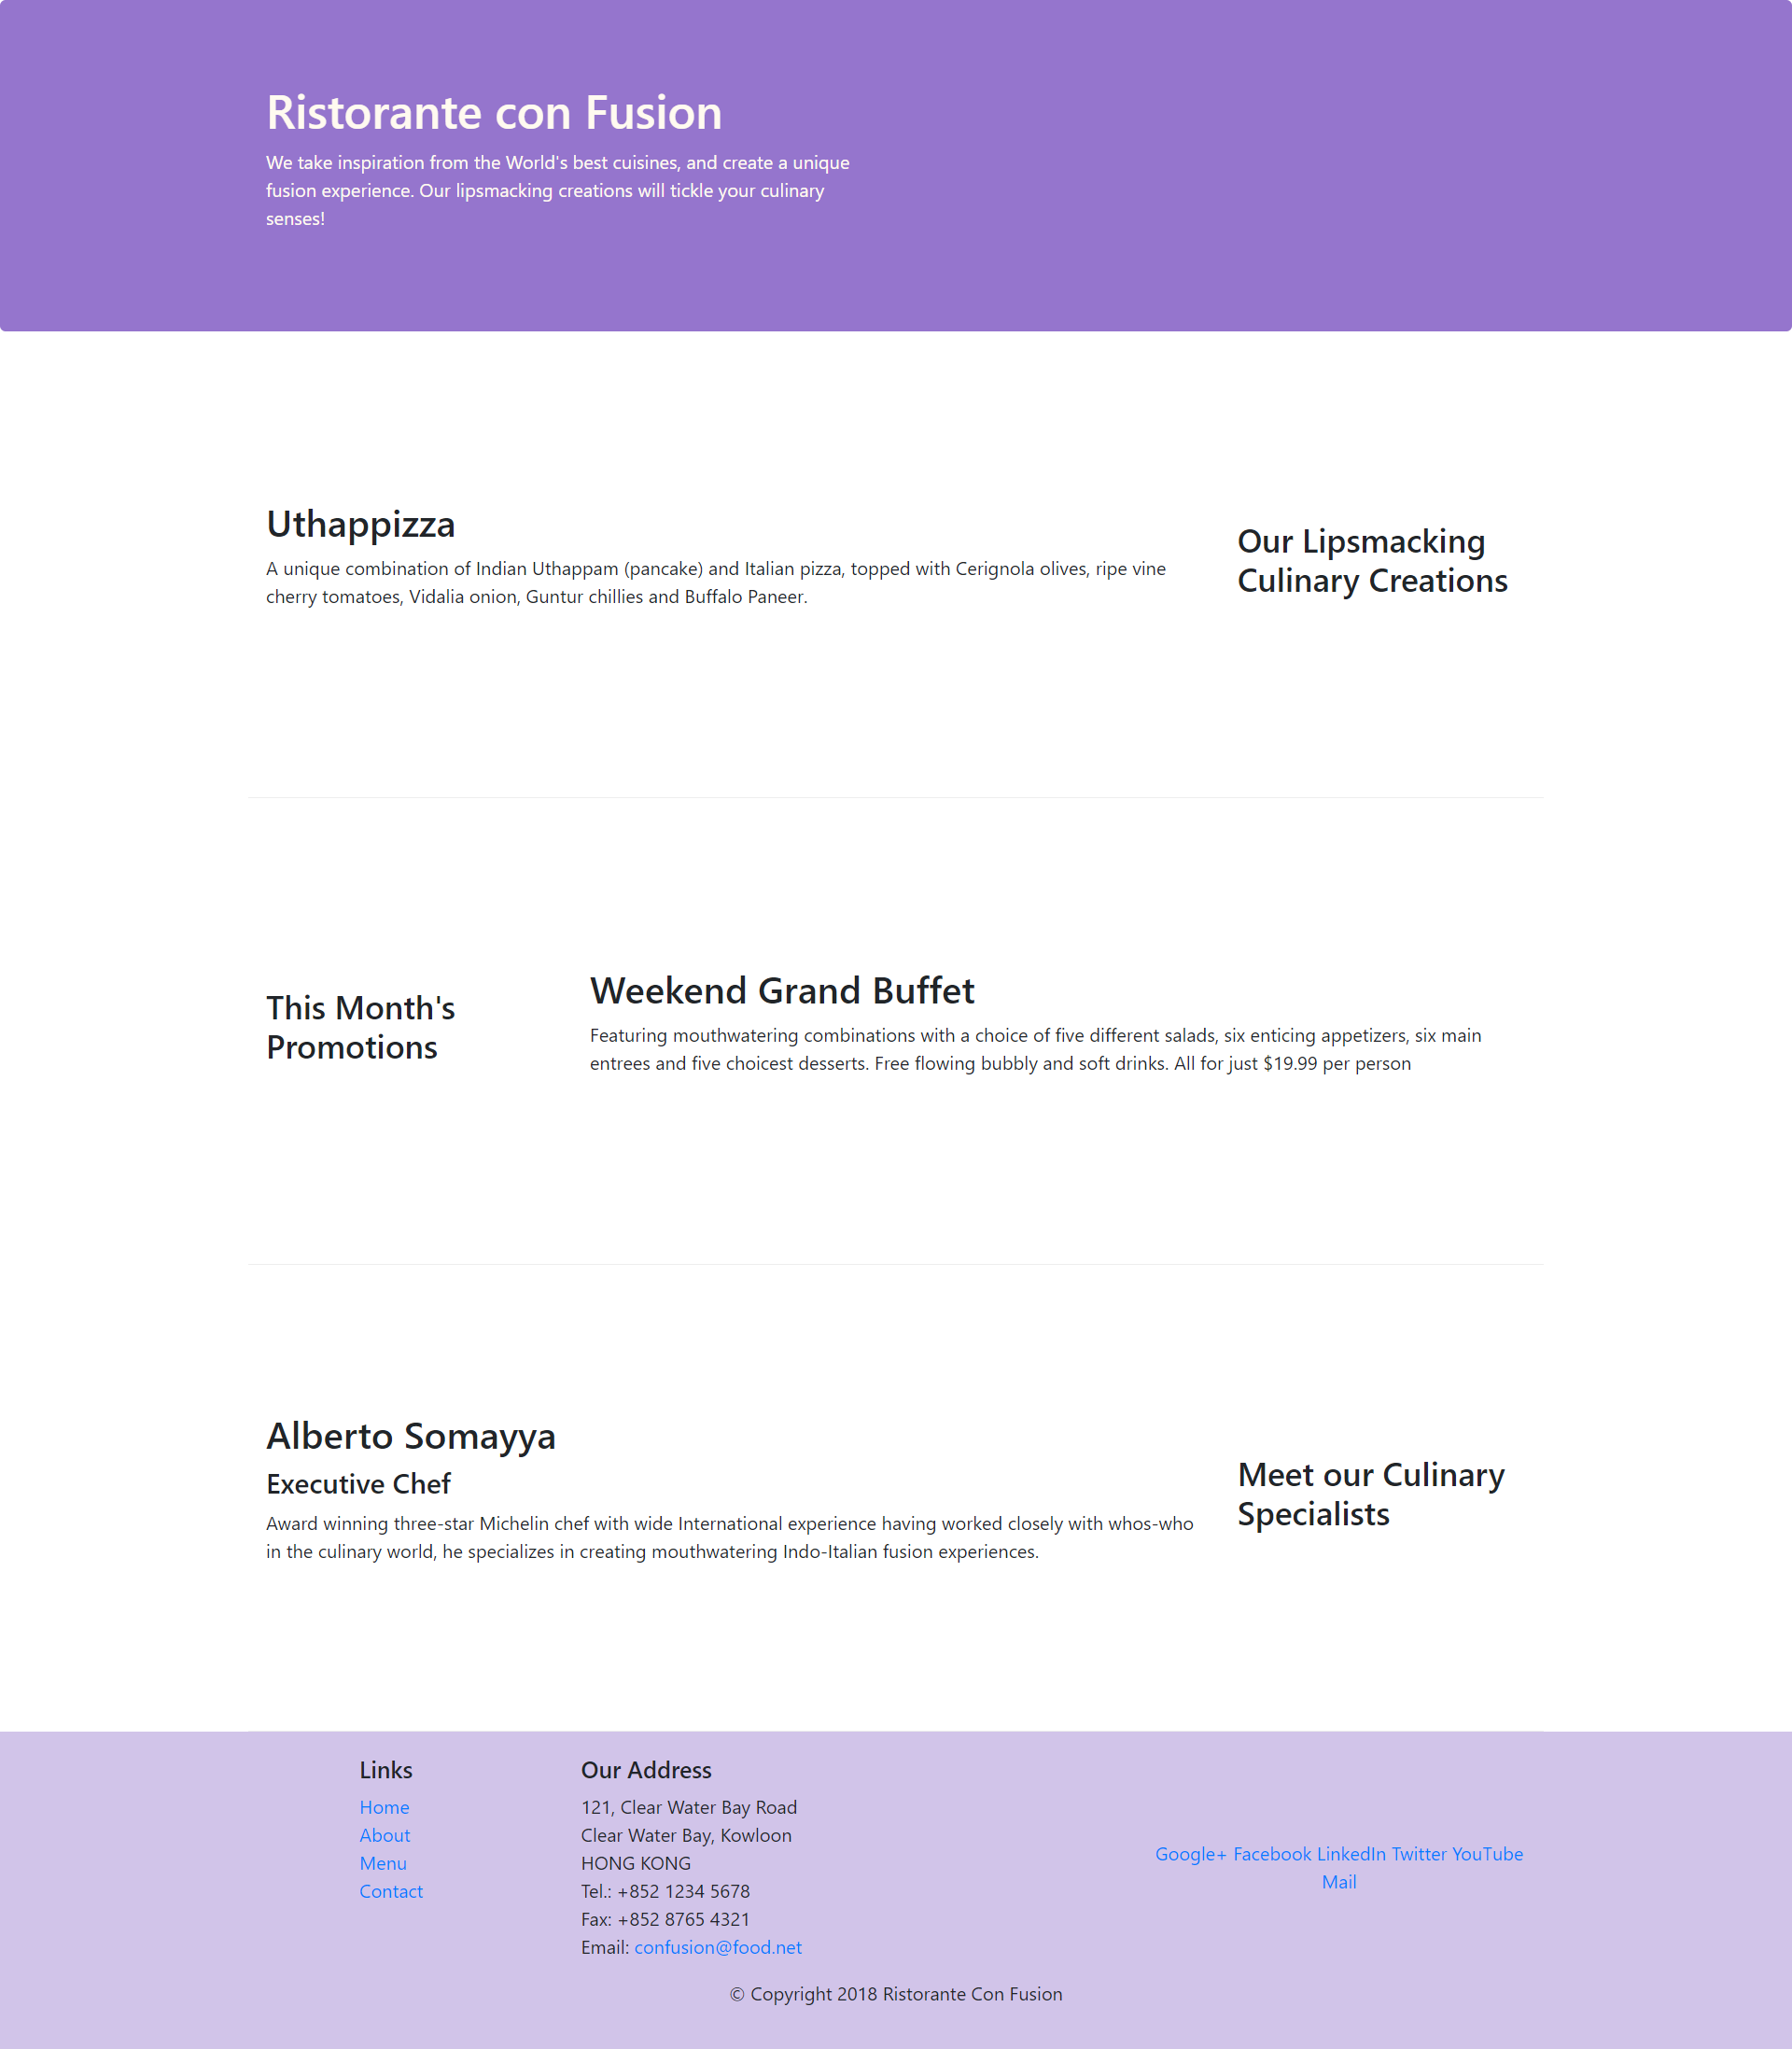 Ristorante con Fusion
We take inspiration from the World's best cuisines, and create a unique
fusion experience. Our lipsmacking creations will tickle your culinary
senses!
Uthappizza
A unique combination of Indian Uthappam (pancake) and Italian pizza, topped with Cerignola olives, ripe vine
cherry tomatoes, Vidalia onion, Guntur chillies and Buffalo Paneer.
Our Lipsmacking
Culinary Creations
This Month's
Promotions
Weekend Grand Buffet
Featuring mouthwatering combinations with a choice of five different salads, six enticing appetizers, six main
entrees and five choicest desserts. Free flowing bubbly and soft drinks. All for just $19.99 per person
Alberto Somayya
Executive Chef
Award winning three-star Michelin chef with wide International experience having worked closely with whos-who
in the culinary world, he specializes in creating mouthwatering Indo-Italian fusion experiences.
Meet our Culinary
Specialists
Links
Home
About
Menu
Contact
Our Address
121, Clear Water Bay Road
Clear Water Bay, Kowloon
HONG KONG
Tel.: +852 1234 5678
Fax: +852 8765 4321
Email: confusion@food.net
Google+ Facebook LinkedIn Twitter YouTube
Mail
© Copyright 2018 Ristorante Con Fusion